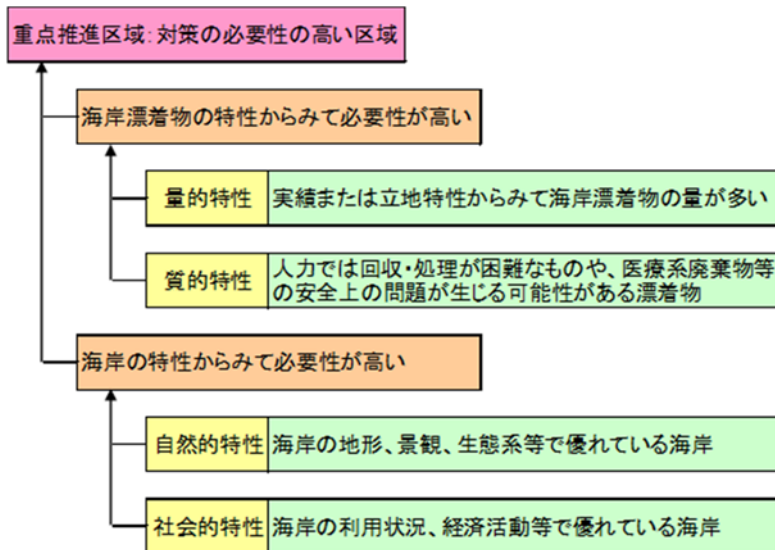 重点推進区域:対策の必要性の高い区域
海岸漂着物の特性からみて必要性が高い
量的特性 実績または立地特性からみて海岸漂着物の量が多い
質的特性 人力では回収・処理が困難なものや、医療系廃棄物等
の安全上の問題が生じる可能性がある漂着物
海岸の特性からみて必要性が高い
自然的特性 海岸の地形、景観、生態系等で優れている海岸
社会的特性 海岸の利用状況、経済活動等で優れている海岸